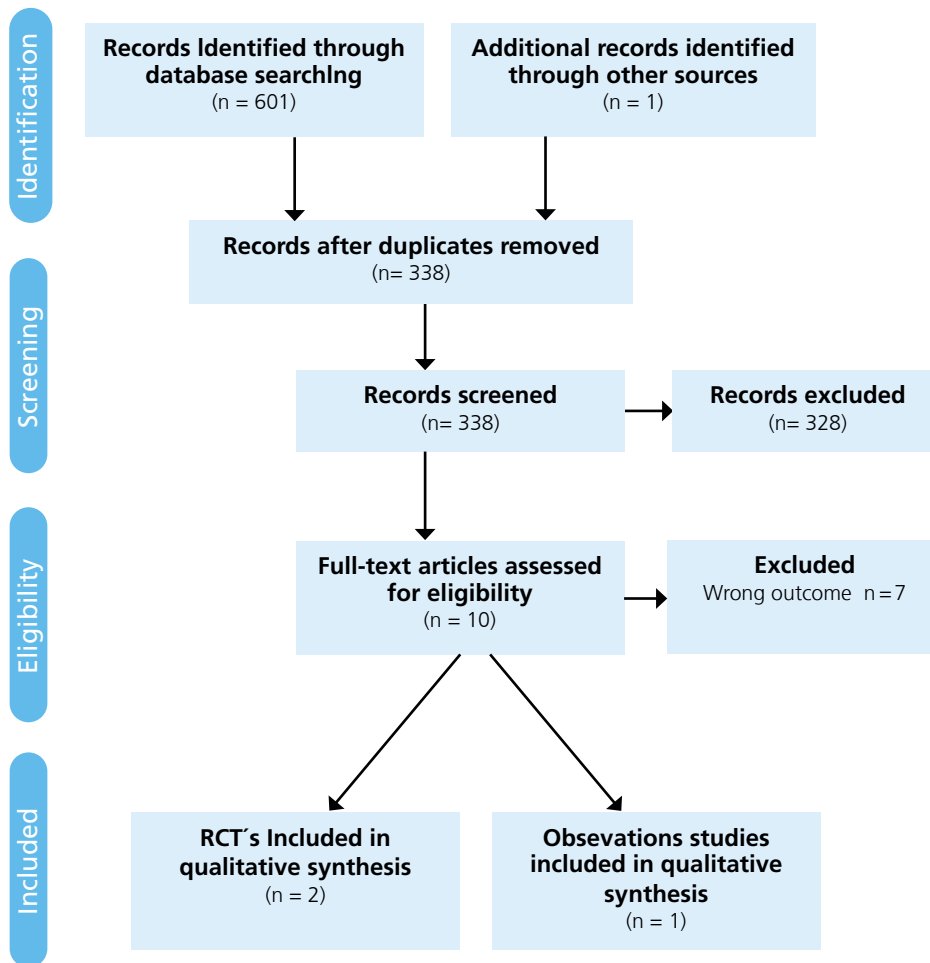 Identification
Records Identified through
database searchIng
(n = 601)
Additional records identified
through other sources
(n = 1)
Records after duplicates removed
(n= 338)
Screening
Records screened
(n= 338)
Records excluded
(n= 328)
Eligibility
Full-text articles assessed
for eligibility
(n = 10)
Excluded
Wrong outcome n = 7
Included
RCT´s Included in
qualitative synthesis
(n = 2)
Obsevations studies
included in qualitative
synthesis
(n = 1)